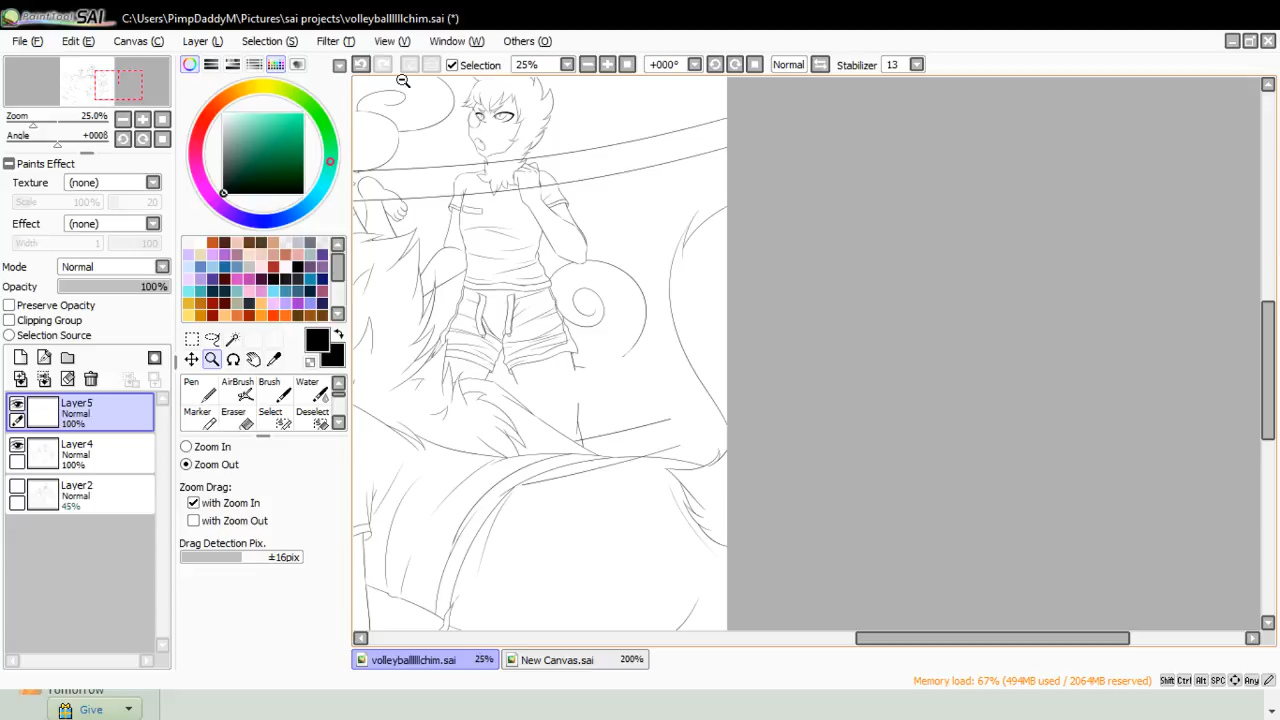 PaintTool SAI C:\Users\PimpDaddyM\Pictures\sai projects\volleyballlllchim.sai (*)
File (F) Edit (E) Canvas (C) Layer (L) Selection (S) Filter (T) View (V) Window (W) Others (O)
Selection 25% +000° Normal Stabilizer 13
Zoom 25.0%
Angle +000ß
Paints Effect
Texture (none)
Scale 100% 20
Effect (none)
Width 1 100
Mode Normal
Opacity 100%
Preserve Opacity
Clipping Group
Selection Source
Layer5
Normal
100%
Layer4
Normal
100%
Layer2
Normal
45%
Pen AirBrush Brush Water
Marker Eraser Select Deselect
Zoom In
Zoom Out
Zoom Drag:
with Zoom In
with Zoom Out
Drag Detection Pix.
±16pix
volleyballlllchim.sai 25% New Canvas.sai 200%
Memory load: 67% (494MB used / 2064MB reserved) Shift Ctrl Alt SPC Any
Tomorrow
Give